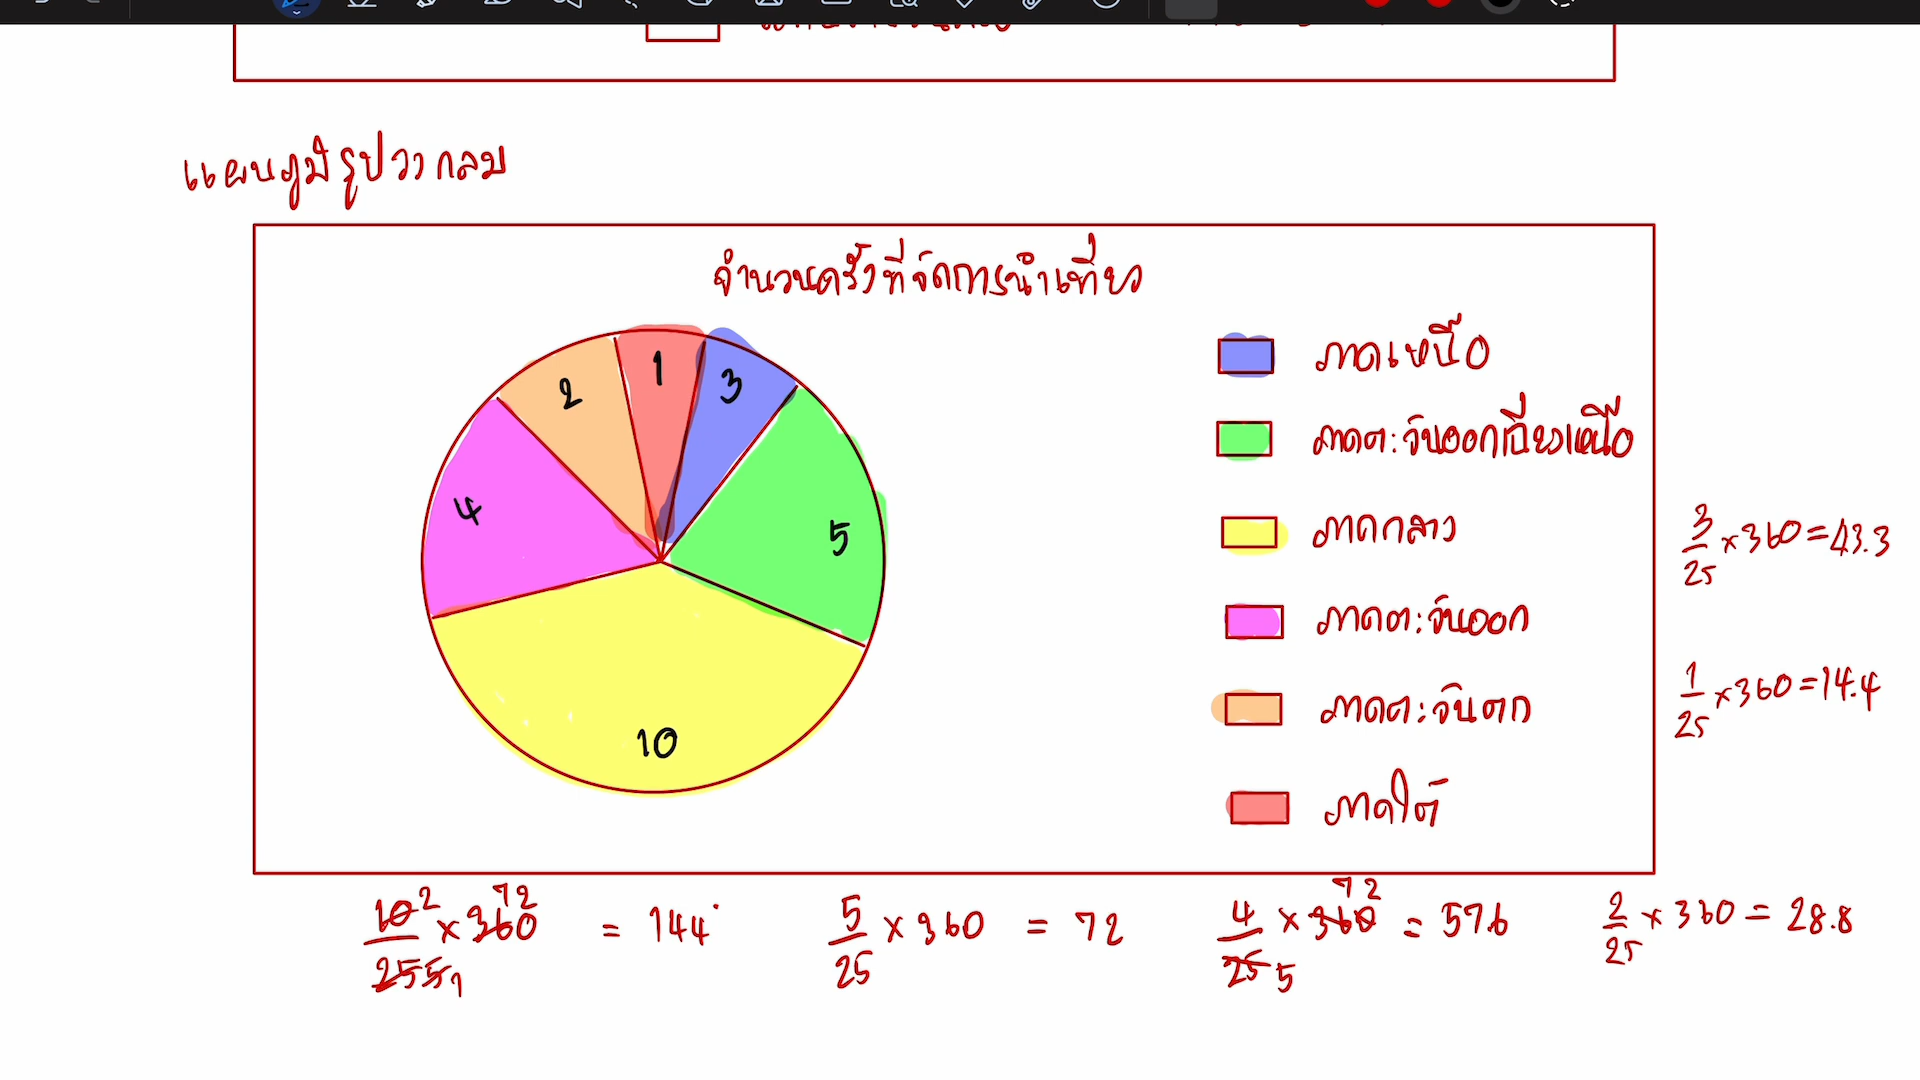 แผนภูมิรูปวงกลม
จำนวนครั้งที่จัดการนำเที่ยว
1
2
3
4
5
10
ภาคเหนือ
ภาคตะวันออกเฉียงเหนือ
ภาคกลาง
ภาคตะวันออก
ภาคตะวันตก
ภาคใต้
3/25 × 360 = 43.3
1/25 × 360 = 14.4
10 2 / 25 5 1 × 360 72 = 144°
5/25 × 360 = 72
4 / 25 5 × 360 72 = 57.6
2/25 × 360 = 28.8